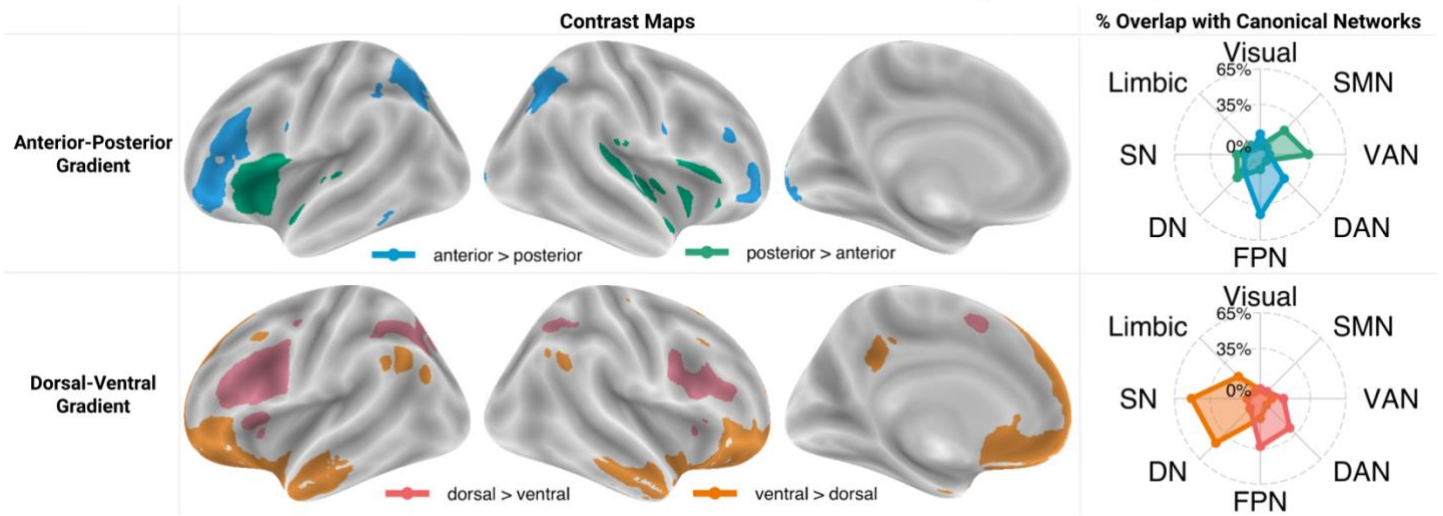 Contrast Maps
% Overlap with Canonical Networks
Anterior-Posterior
Gradient
anterior > posterior
posterior > anterior
Visual
65%
Limbic
SMN
35%
0%
SN
VAN
DN
DAN
FPN
Dorsal-Ventral
Gradient
dorsal > ventral
ventral > dorsal
Visual
65%
Limbic
SMN
35%
0%
SN
VAN
DN
DAN
FPN